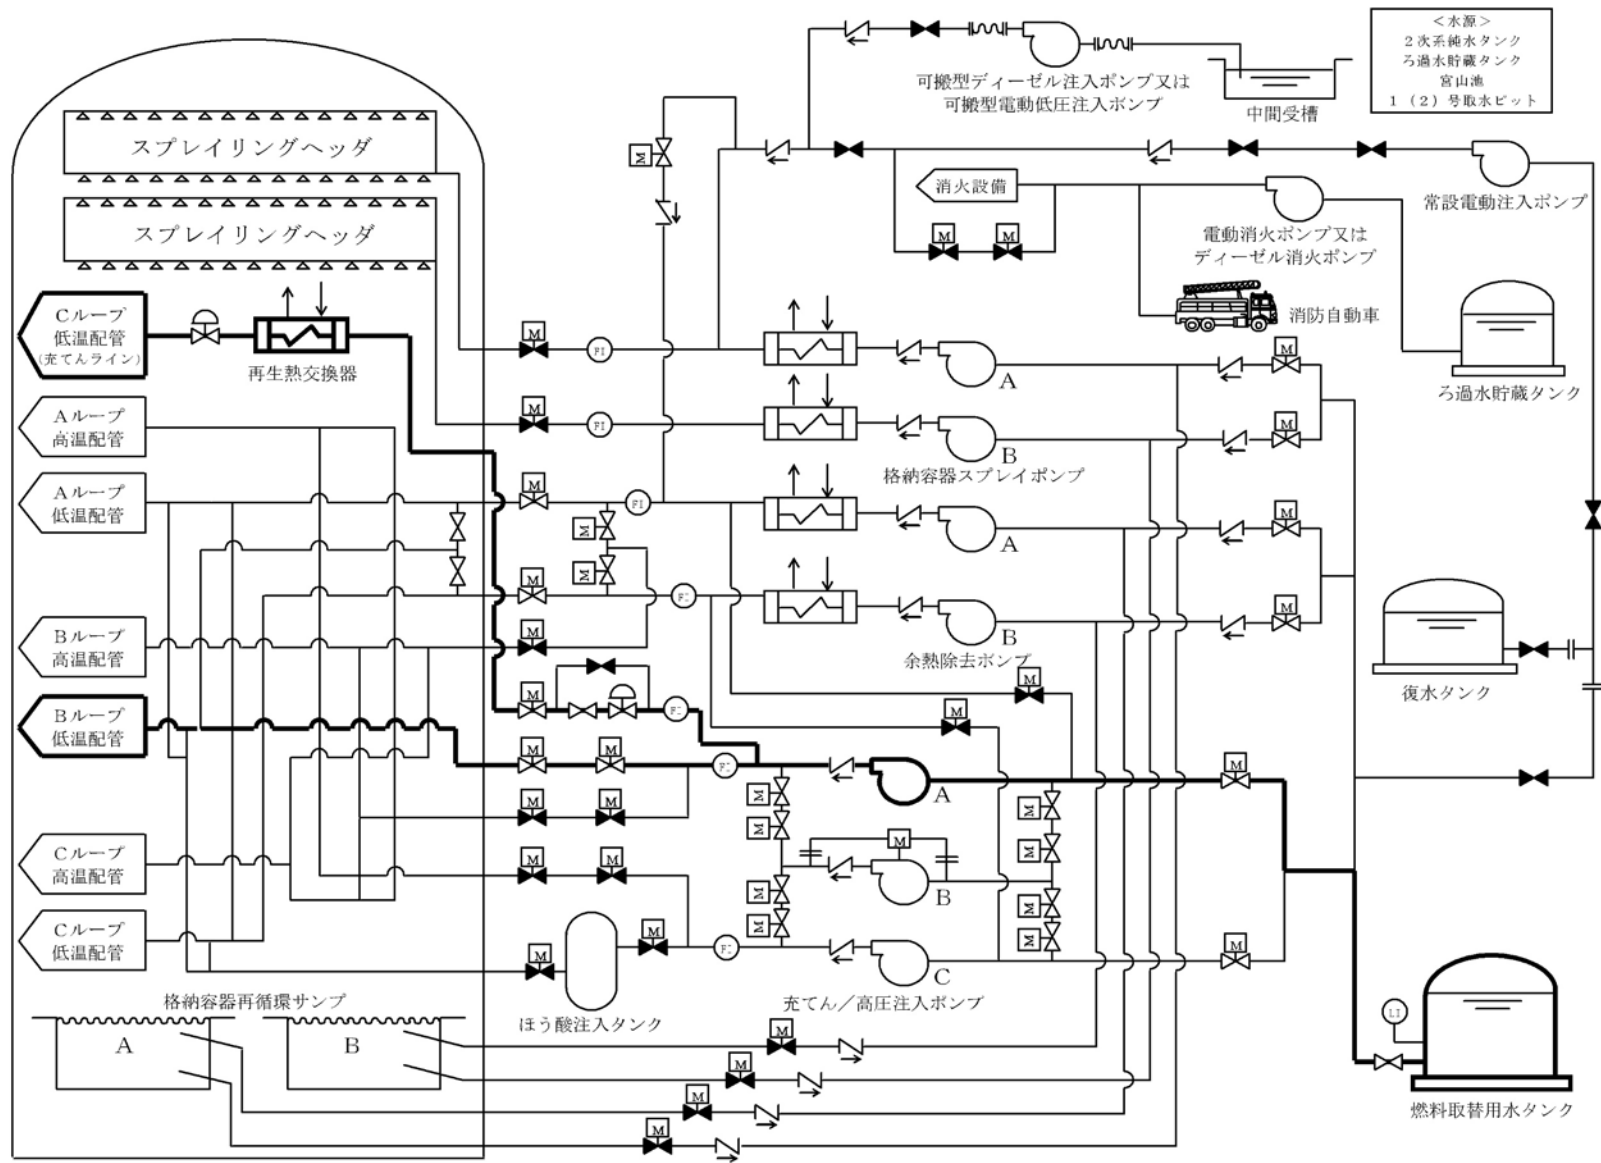 <水源>
2次系純水タンク
ろ過水貯蔵タンク
宮山池
1(2)号取水ピット
可搬型ディーゼル注入ポンプ又は
可搬型電動低圧注入ポンプ
中間受槽
スプレイリングヘッダ
M
消火設備
常設電動注入ポンプ
スプレイリングヘッダ
M
M
電動消火ポンプ又は
ディーゼル消火ポンプ
消防自動車
Cループ
低温配管
(充てんライン)
再生熱交換器
M
FI
A
M
ろ過水貯蔵タンク
Aループ
高温配管
M
FI
B
M
格納容器スプレイポンプ
Aループ
低温配管
M
FI
M
A
M
M
M
FI
B
M
余熱除去ポンプ
Bループ
高温配管
M
M
M
復水タンク
Bループ
低温配管
M
FI
M
M
FI
A
M
M
M
M
M
M
M
M
B
Cループ
高温配管
M
M
M
M
M
M
Cループ
低温配管
M
M
FI
C
M
充てん/高圧注入ポンプ
ほう酸注入タンク
格納容器再循環サンプ
A
B
M
M
M
M
LI
燃料取替用水タンク